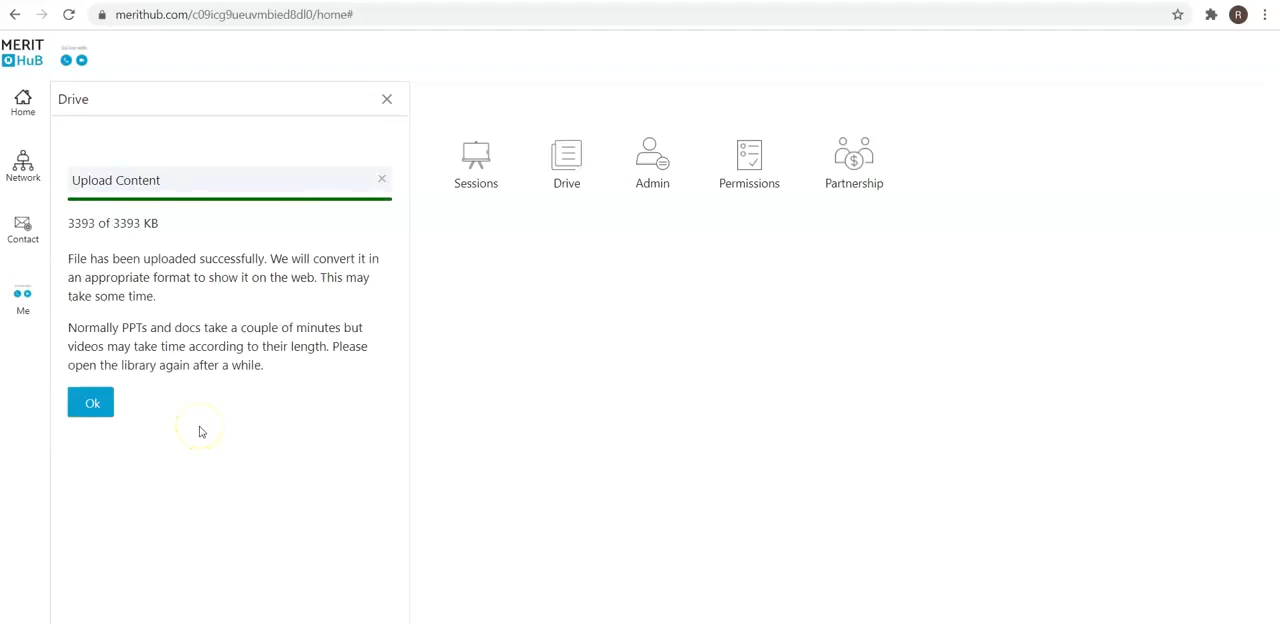 merithub.com/c09icg9ueuvmbied8dl0/home#
R
MERIT
HUB
Home
Network
Contact
Me
Drive
Upload Content
3393 of 3393 KB
File has been uploaded successfully. We will convert it in
an appropriate format to show it on the web. This may
take some time.
Normally PPTs and docs take a couple of minutes but
videos may take time according to their length. Please
open the library again after a while.
Ok
Sessions
Drive
Admin
Permissions
Partnership